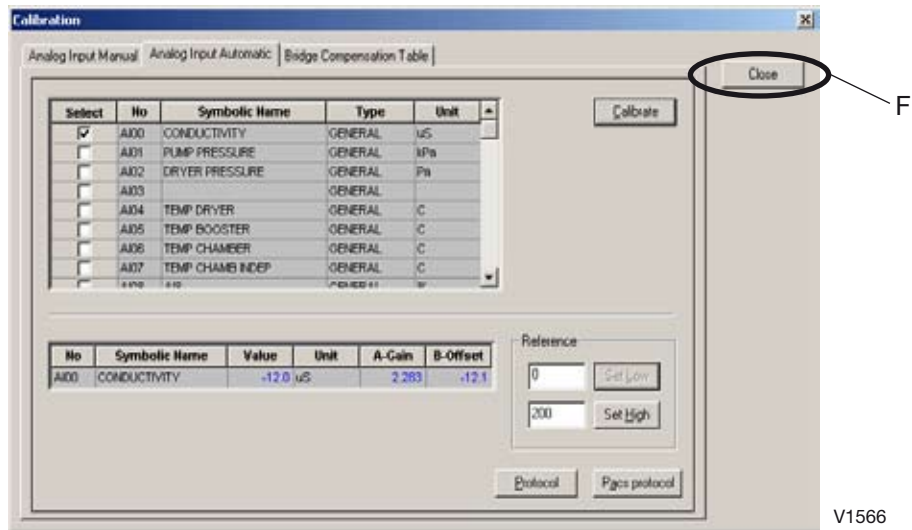 Calibration
Analog Input Manual Analog Input Automatic Bridge Compensation Table
Close
F
Select No Symbolic Name Type Unit
Calibrate
AI00 CONDUCTIVITY GENERAL uS
AI01 PUMP PRESSURE GENERAL kPa
AI02 DRYER PRESSURE GENERAL Pa
AI03 GENERAL
AI04 TEMP DRYER GENERAL C
AI05 TEMP BOOSTER GENERAL C
AI06 TEMP CHAMBER GENERAL C
AI07 TEMP CHAMB INDEP GENERAL C
Reference
No Symbolic Name Value Unit A-Gain B-Offset
AI00 CONDUCTIVITY -12.0 uS 2.283 -12.1
0 Set Low
200 Set High
Protocol Pacs protocol
V1566